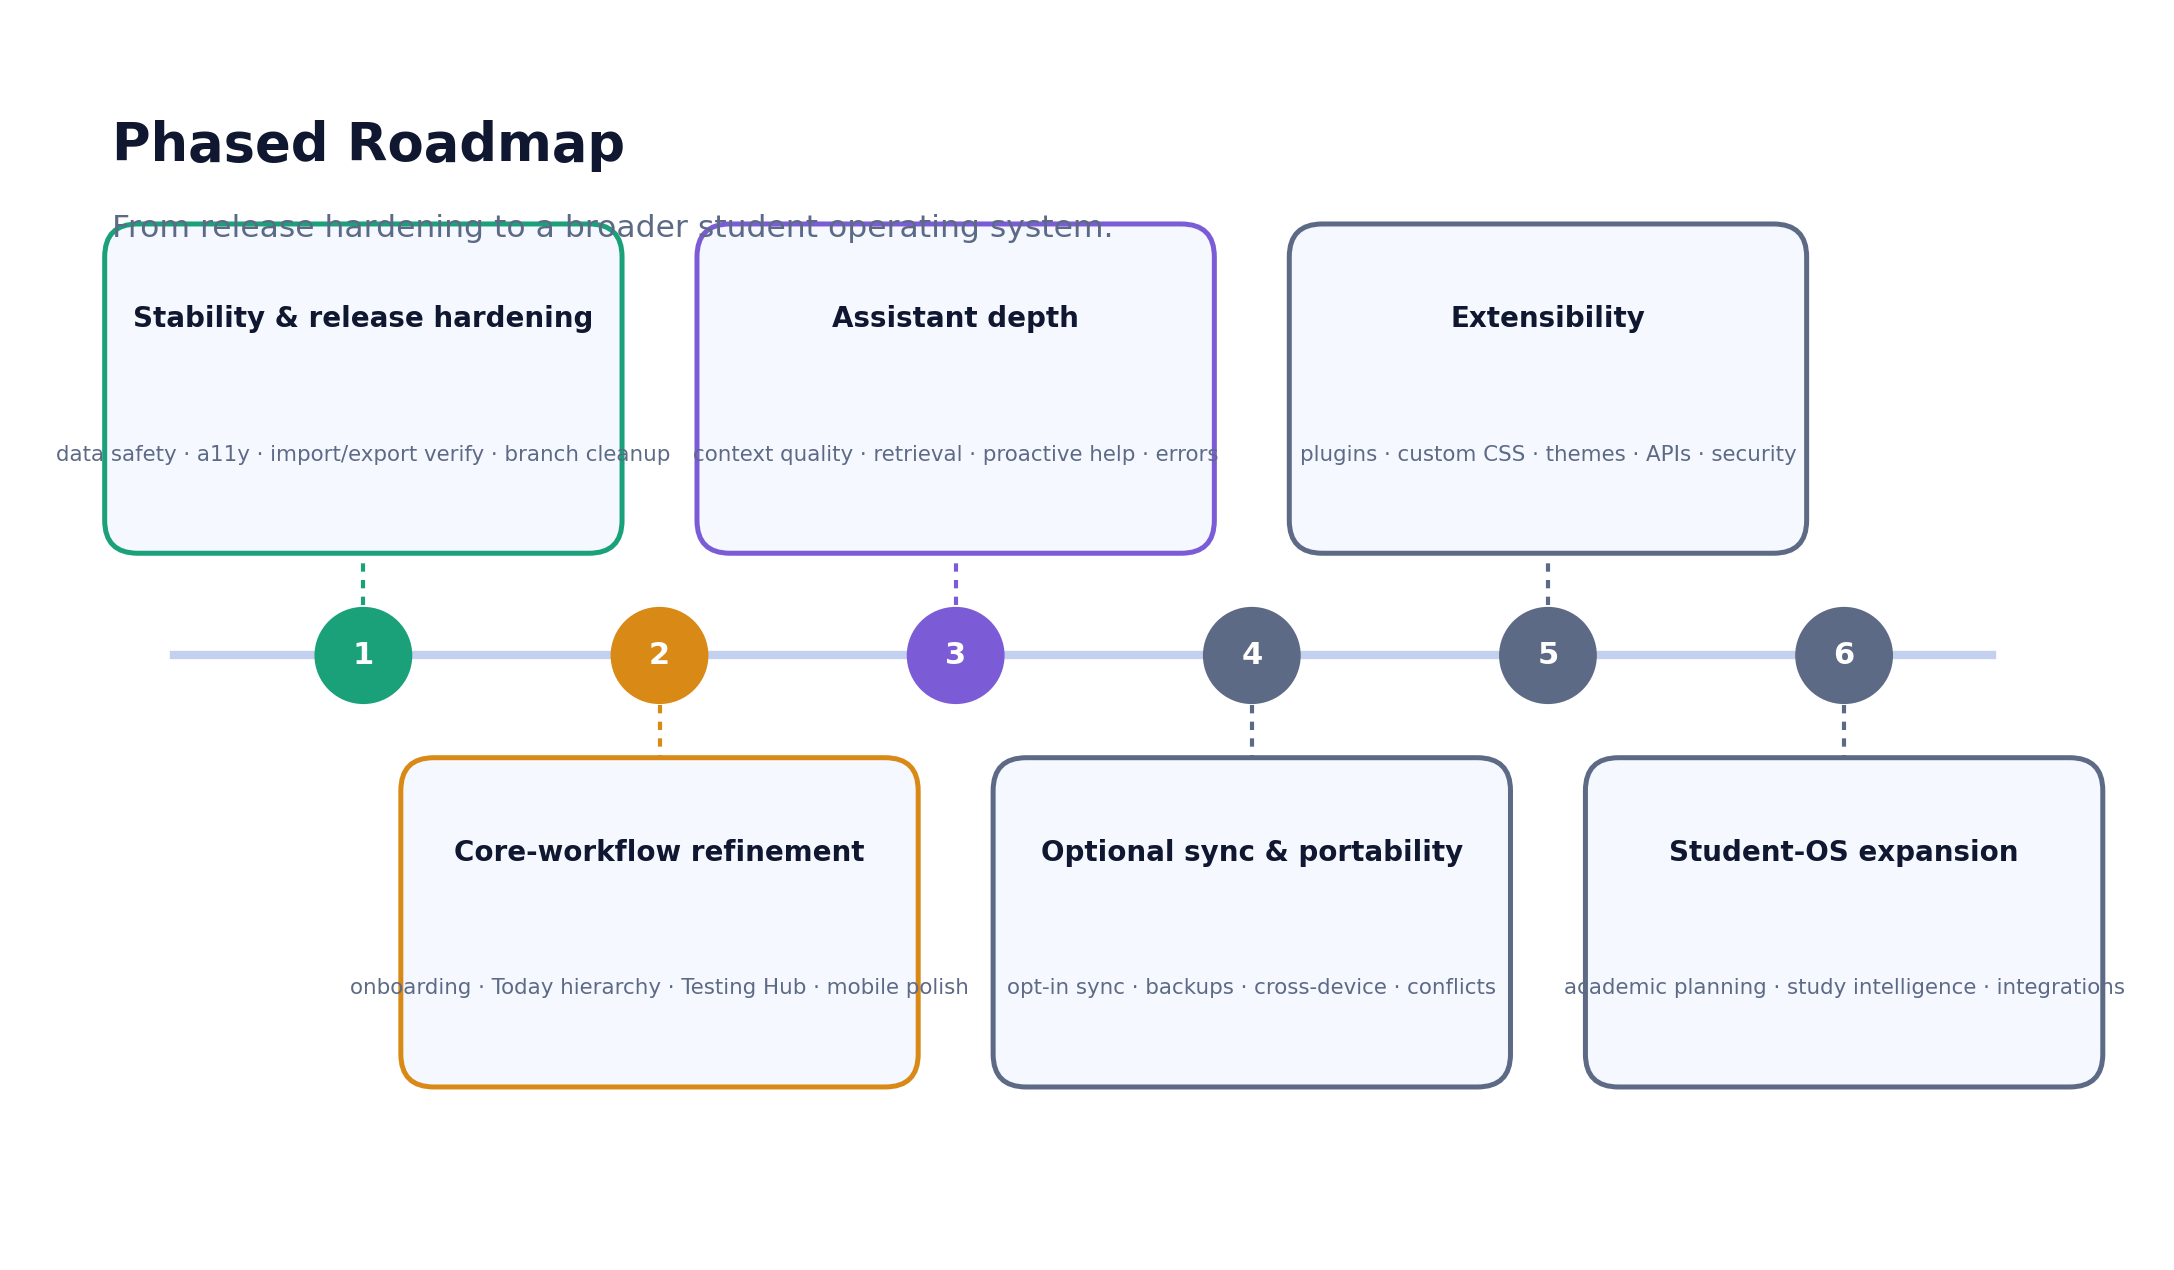 Phased Roadmap
From release hardening to a broader student operating system.
Stability & release hardening
data safety · a11y · import/export verify · branch cleanup
Assistant depth
context quality · retrieval · proactive help · errors
Extensibility
plugins · custom CSS · themes · APIs · security
1
2
3
4
5
6
Core-workflow refinement
onboarding · Today hierarchy · Testing Hub · mobile polish
Optional sync & portability
opt-in sync · backups · cross-device · conflicts
Student-OS expansion
academic planning · study intelligence · integrations